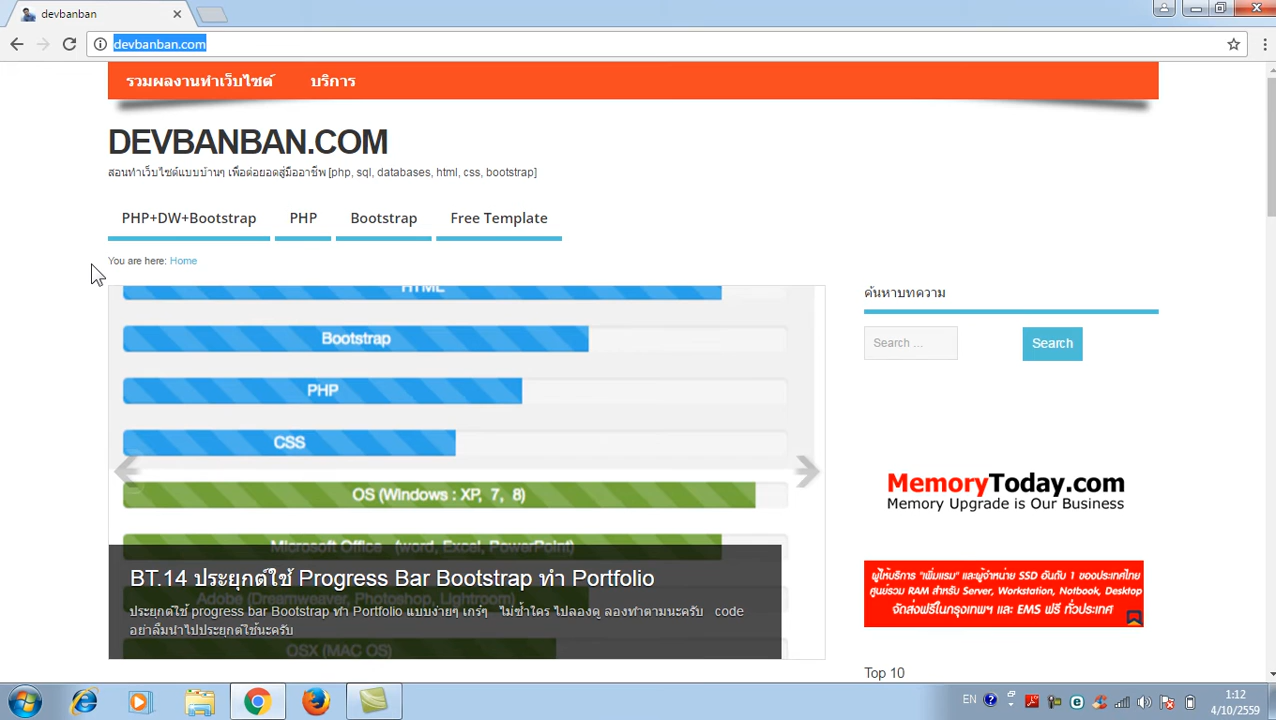 devbanban
devbanban.com
รวมผลงานทำเว็บไซต์ บริการ
DEVBANBAN.COM
สอนทำเว็บไซต์แบบบ้านๆ เพื่อต่อยอดสู่มืออาชีพ [php, sql, databases, html, css, bootstrap]
PHP+DW+Bootstrap PHP Bootstrap Free Template
You are here: Home
HTML
Bootstrap
PHP
CSS
OS (Windows : XP, 7, 8)
Microsoft Office (word, Excel, PowerPoint)
BT.14 ประยุกต์ใช้ Progress Bar Bootstrap ทำ Portfolio
Adobe (Dreamweaver, Photoshop, Lightroom)
ประยุกต์ใช้ progress bar Bootstrap ทำ Portfolio แบบง่ายๆ เกร๋ๆ ไม่ซ้ำใคร ไปลองดู ลองทำตามนะครับ code
อย่าลืมนำไปประยุกต์ใช้นะครับ
OSX (MAC OS)
ค้นหาบทความ
Search ... Search
MemoryToday.com
Memory Upgrade is Our Business
ผู้ให้บริการ "เพิ่มแรม" และผู้จำหน่าย SSD อันดับ 1 ของประเทศไทย
ศูนย์รวม RAM สำหรับ Server, Workstation, Notbook, Desktop
จัดส่งฟรีในกรุงเทพฯ และ EMS ฟรี ทั่วประเทศ
Top 10
EN
1:12
4/10/2559